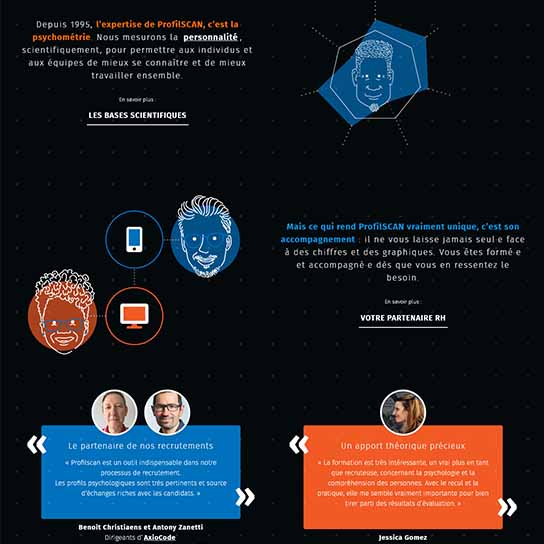 Depuis 1995, l'expertise de ProfilSCAN, c'est la
psychométrie. Nous mesurons la personnalité,
scientifiquement, pour permettre aux individus et
aux équipes de mieux se connaître et de mieux
travailler ensemble.
En savoir plus :
LES BASES SCIENTIFIQUES
Mais ce qui rend ProfilSCAN vraiment unique, c'est son
accompagnement : il ne vous laisse jamais seul·e face
à des chiffres et des graphiques. Vous êtes formé·e
et accompagné·e dès que vous en ressentez le
besoin.
En savoir plus :
VOTRE PARTENAIRE RH
Le partenaire de nos recrutements
« Profilscan est un outil indispensable dans notre
processus de recrutement.
Les profils psychologiques sont très pertinents et source
d'échanges riches avec les candidats. »
Benoît Christiaens et Antony Zanetti
Dirigeants d'AxioCode
Un apport théorique précieux
« La formation est très intéressante, un vrai plus en tant
que recruteuse, concernant la psychologie et la
compréhension des personnes. Avec le recul et la
pratique, elle me semble vraiment importante pour bien
tirer parti des résultats d'évaluation. »
Jessica Gomez